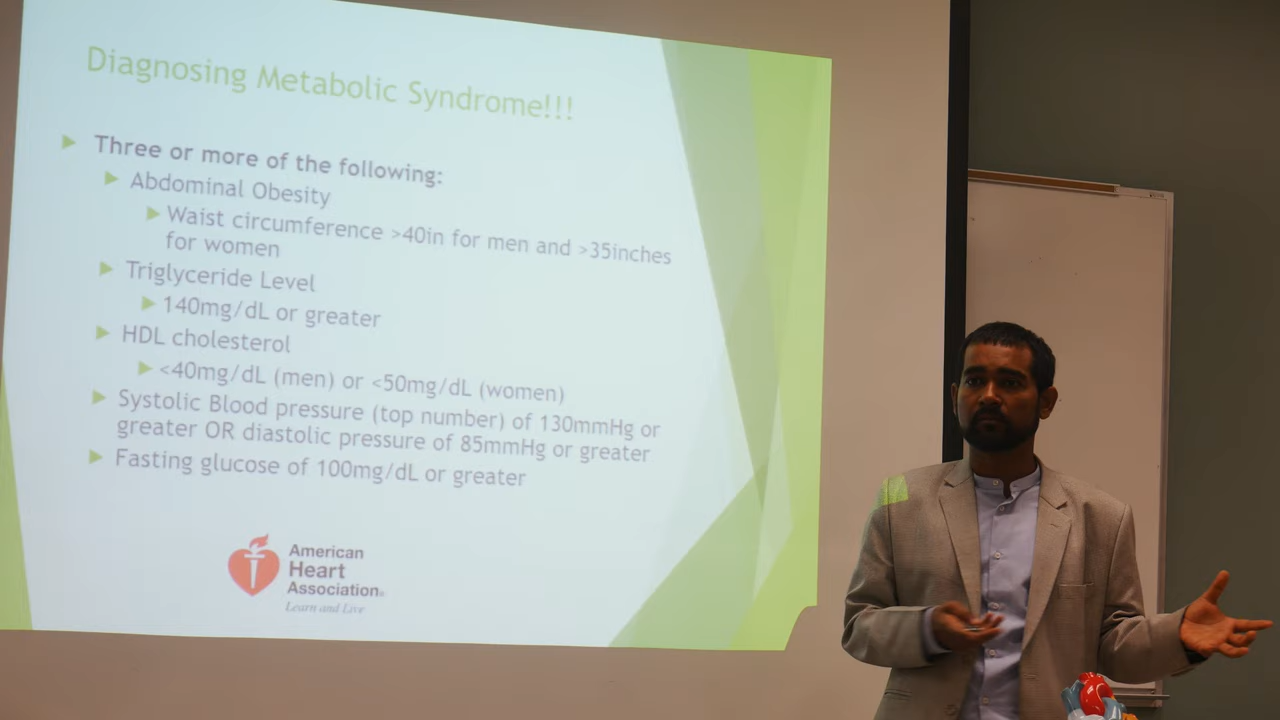 Diagnosing Metabolic Syndrome!!!
Three or more of the following:
Abdominal Obesity
Waist circumference >40in for men and >35inches
for women
Triglyceride Level
140mg/dL or greater
HDL cholesterol
<40mg/dL (men) or <50mg/dL (women)
Systolic Blood pressure (top number) of 130mmHg or
greater OR diastolic pressure of 85mmHg or greater
Fasting glucose of 100mg/dL or greater
American
Heart
Association®
Learn and Live